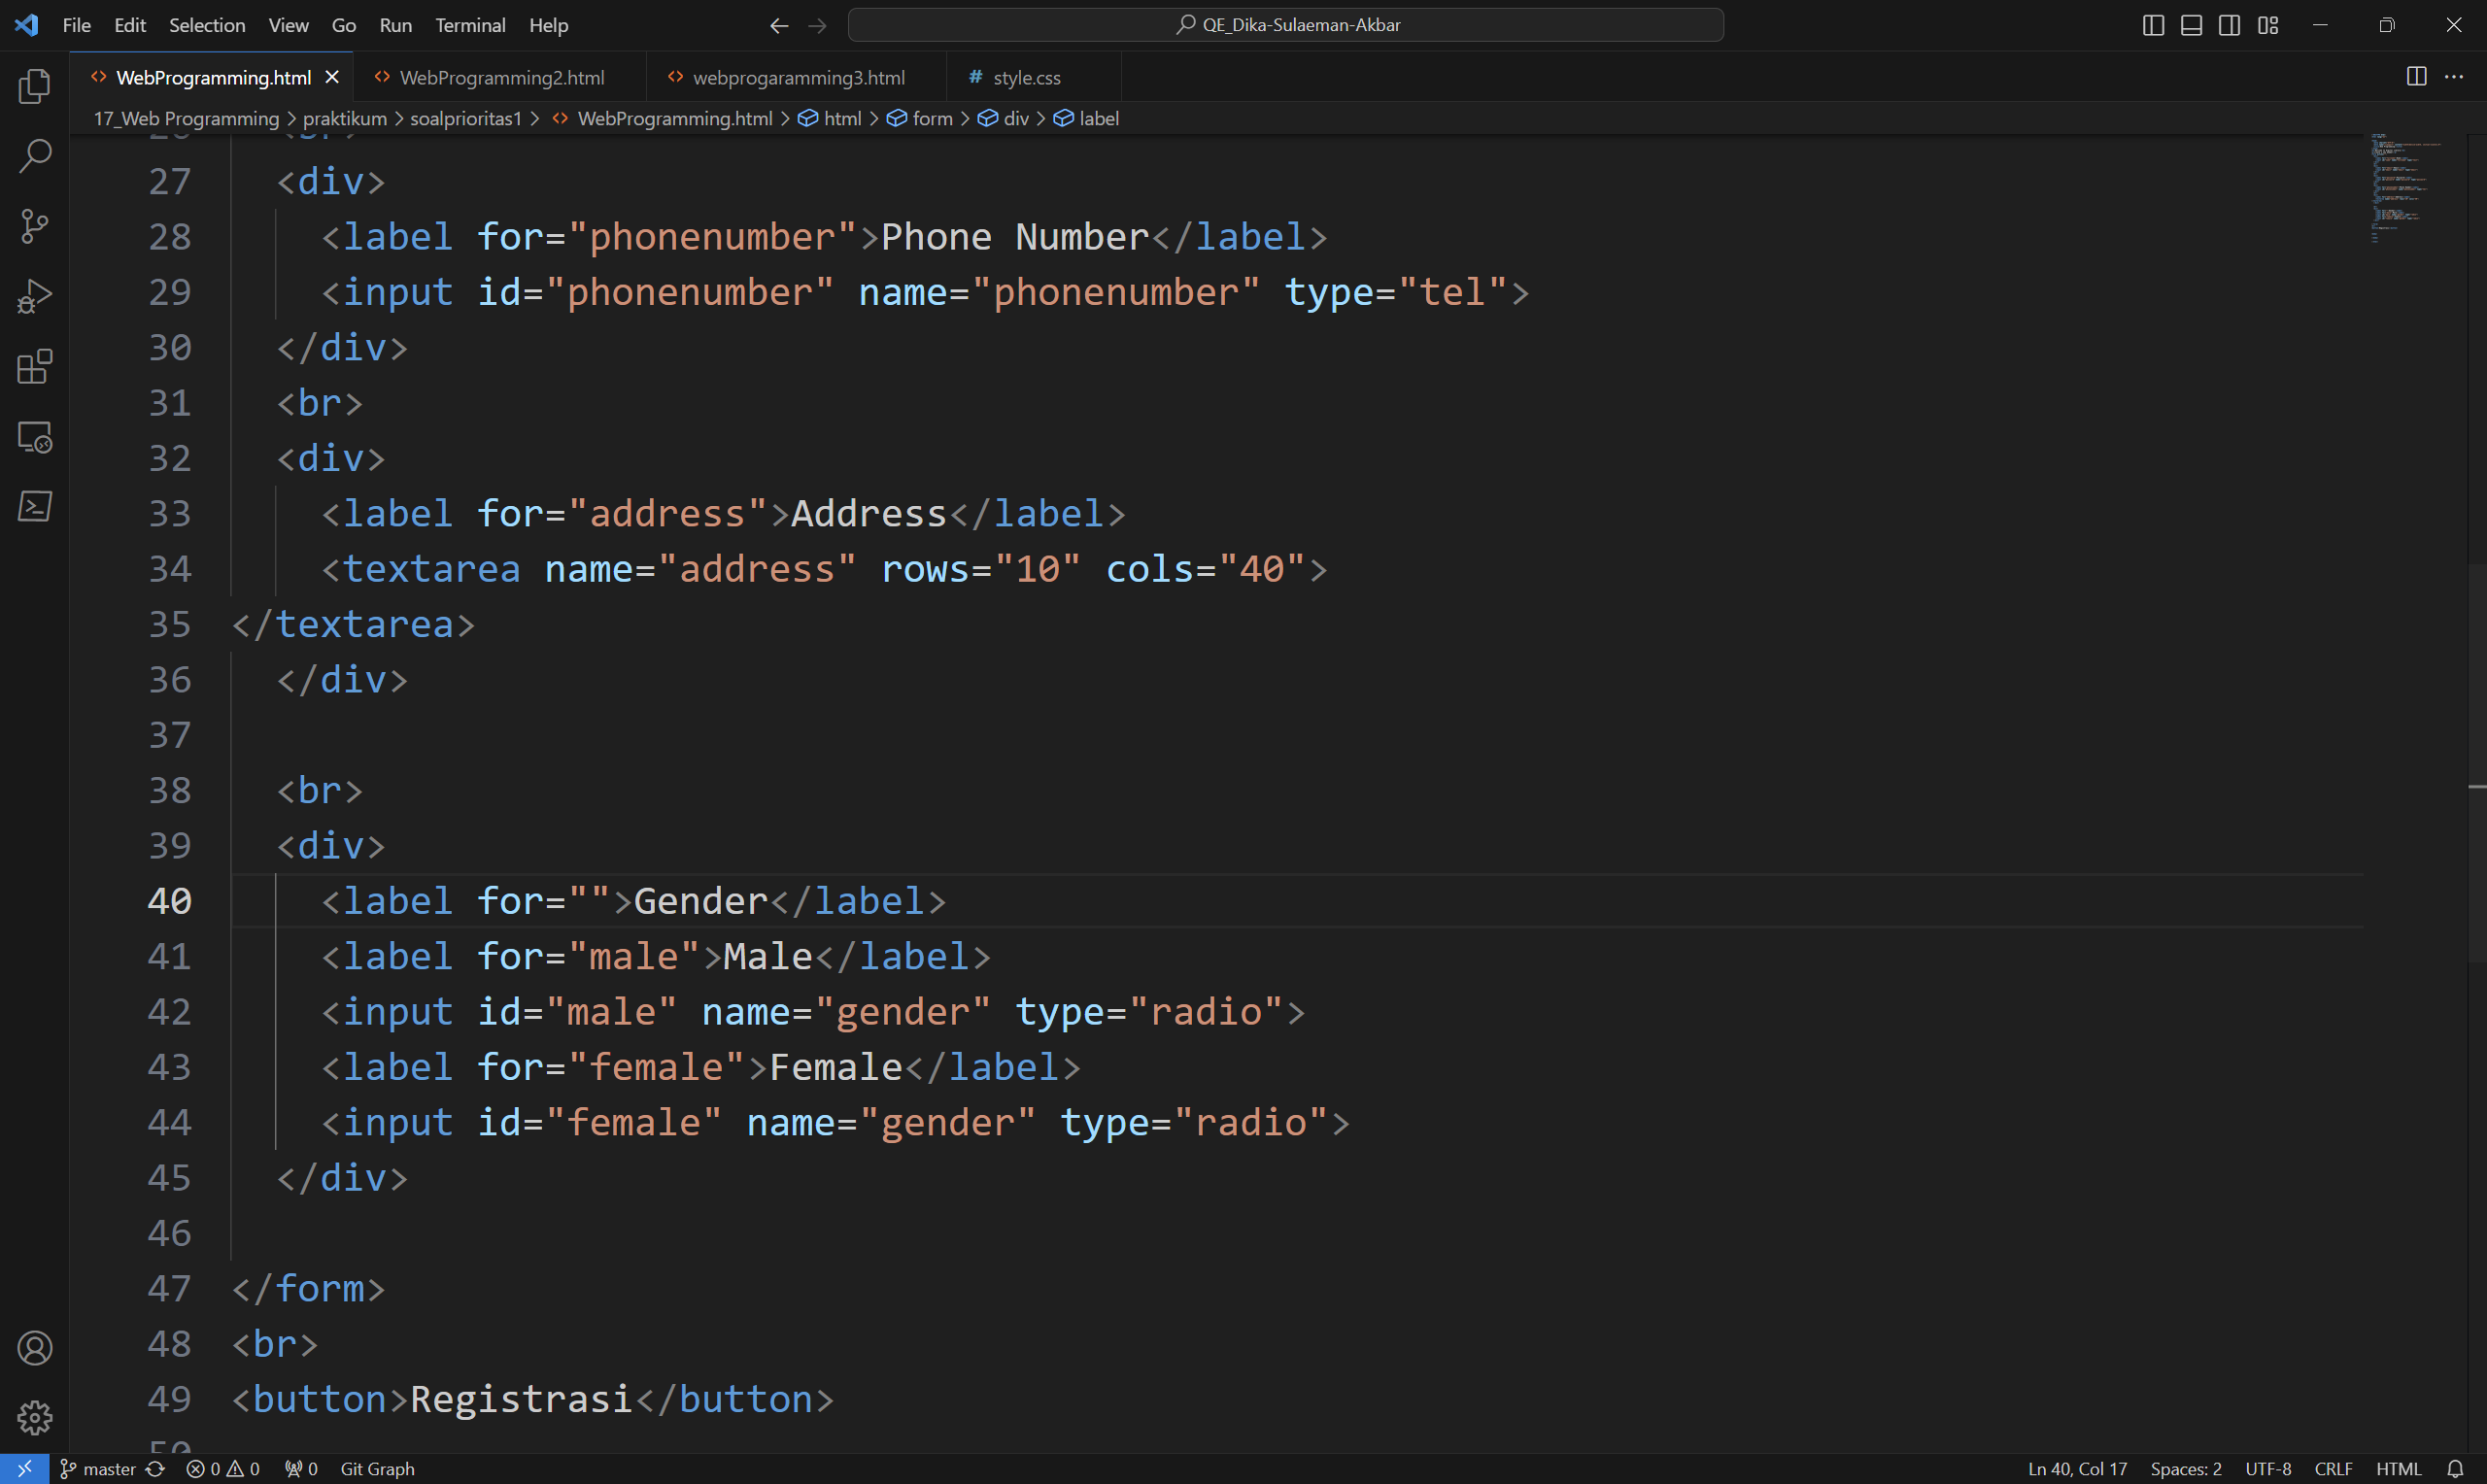 File Edit Selection View Go Run Terminal Help
QE_Dika-Sulaeman-Akbar
WebProgramming.html
WebProgramming2.html
webprogaramming3.html
# style.css
17_Web Programming > praktikum > soalprioritas1 > <> WebProgramming.html > html > form > div > label
27 <div>
28 <label for="phonenumber">Phone Number</label>
29 <input id="phonenumber" name="phonenumber" type="tel">
30 </div>
31 <br>
32 <div>
33 <label for="address">Address</label>
34 <textarea name="address" rows="10" cols="40">
35 </textarea>
36 </div>
37
38 <br>
39 <div>
40 <label for="">Gender</label>
41 <label for="male">Male</label>
42 <input id="male" name="gender" type="radio">
43 <label for="female">Female</label>
44 <input id="female" name="gender" type="radio">
45 </div>
46
47 </form>
48 <br>
49 <button>Registrasi</button>
master 0 0 0 Git Graph
Ln 40, Col 17 Spaces: 2 UTF-8 CRLF HTML